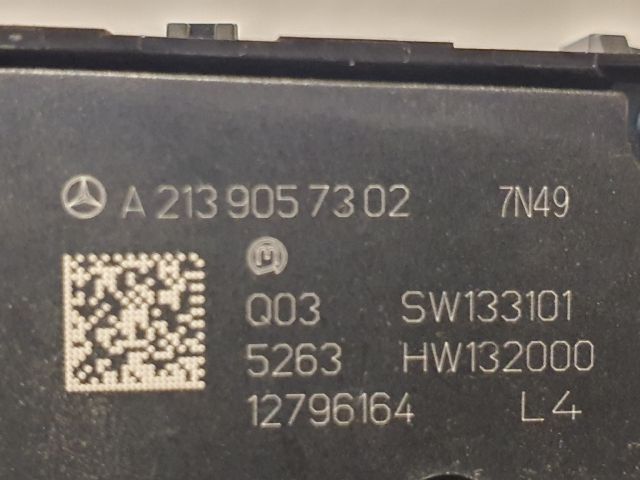 A 213 905 73 02 7N49
M
Q03 SW133101
5263 HW132000
12796164 L4